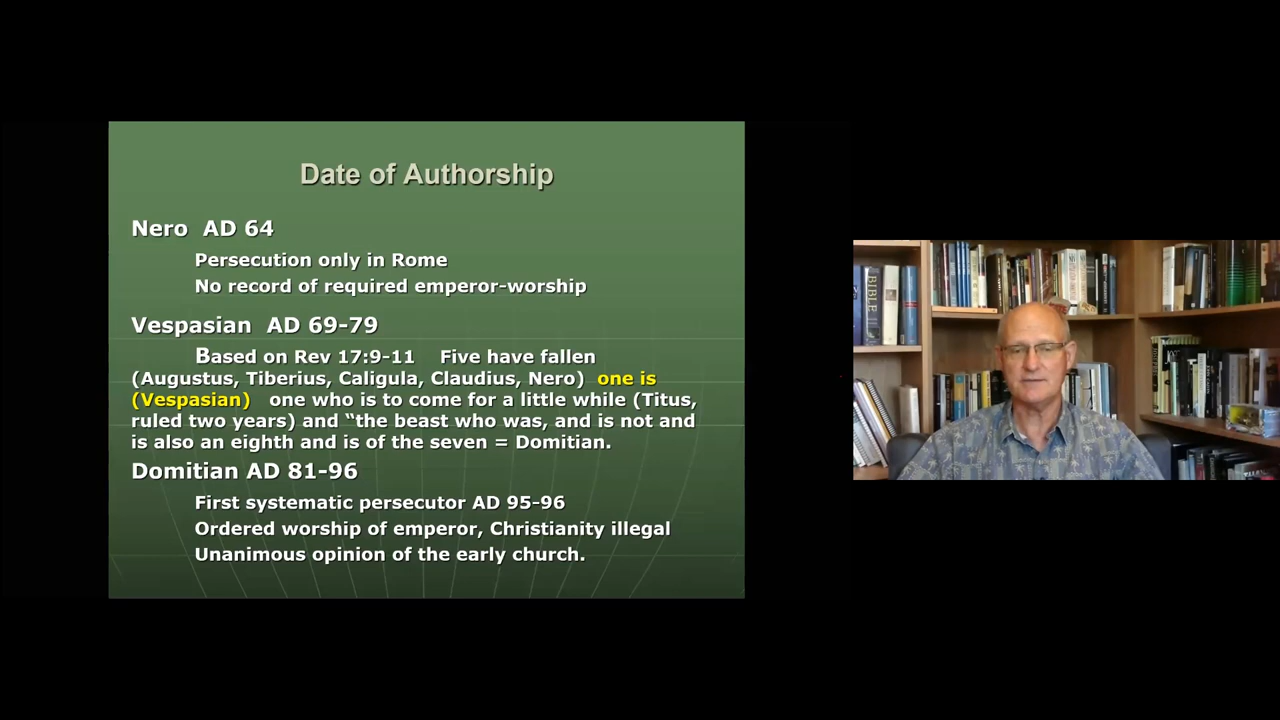 Date of Authorship
Nero AD 64
Persecution only in Rome
No record of required emperor-worship
Vespasian AD 69-79
Based on Rev 17:9-11 Five have fallen
(Augustus, Tiberius, Caligula, Claudius, Nero) one is
(Vespasian) one who is to come for a little while (Titus,
ruled two years) and “the beast who was, and is not and
is also an eighth and is of the seven = Domitian.
Domitian AD 81-96
First systematic persecutor AD 95-96
Ordered worship of emperor, Christianity illegal
Unanimous opinion of the early church.
BIBLE